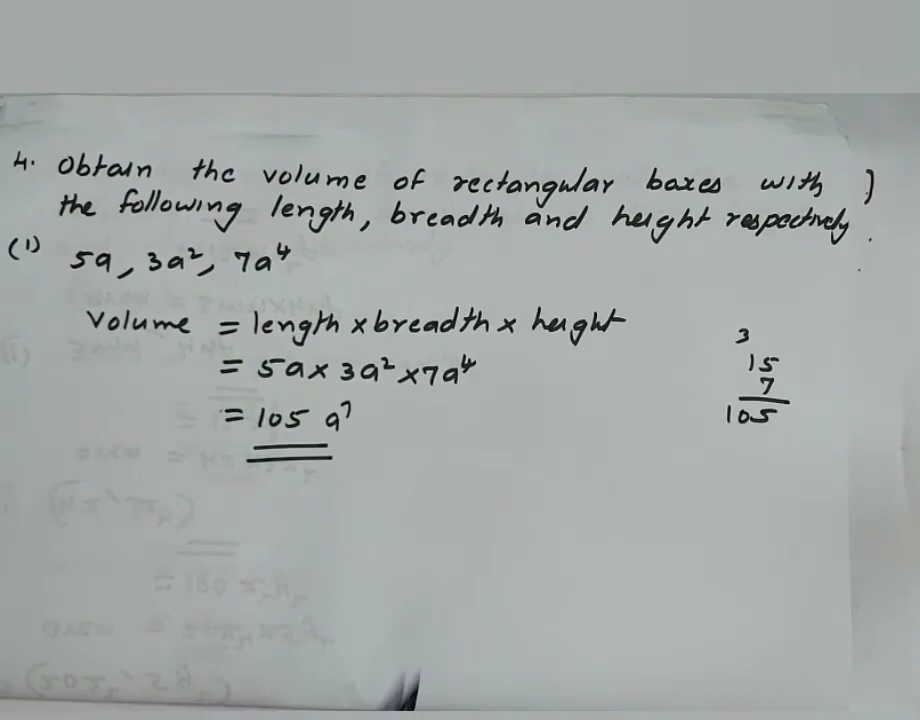 4. Obtain the volume of rectangular boxes with
the following length, breadth and height respectively.
(1) 5a, 3a², 7a⁴
Volume = length x breadth x height
= 5a x 3a² x 7a⁴
= 105 a⁷
3
15
7
105